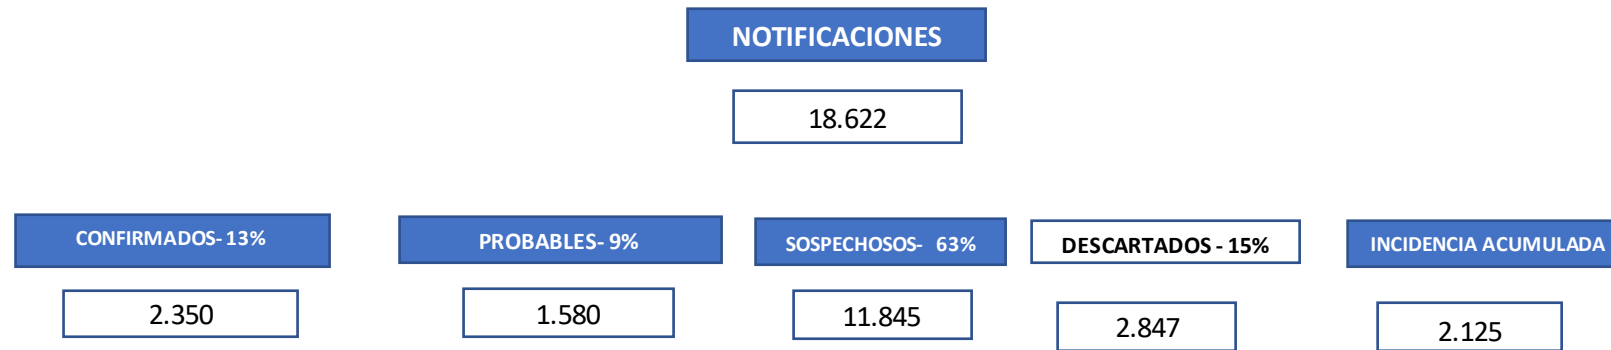 NOTIFICACIONES
18.622
CONFIRMADOS- 13%
PROBABLES- 9%
SOSPECHOSOS- 63%
DESCARTADOS - 15%
INCIDENCIA ACUMULADA
2.350
1.580
11.845
2.847
2.125